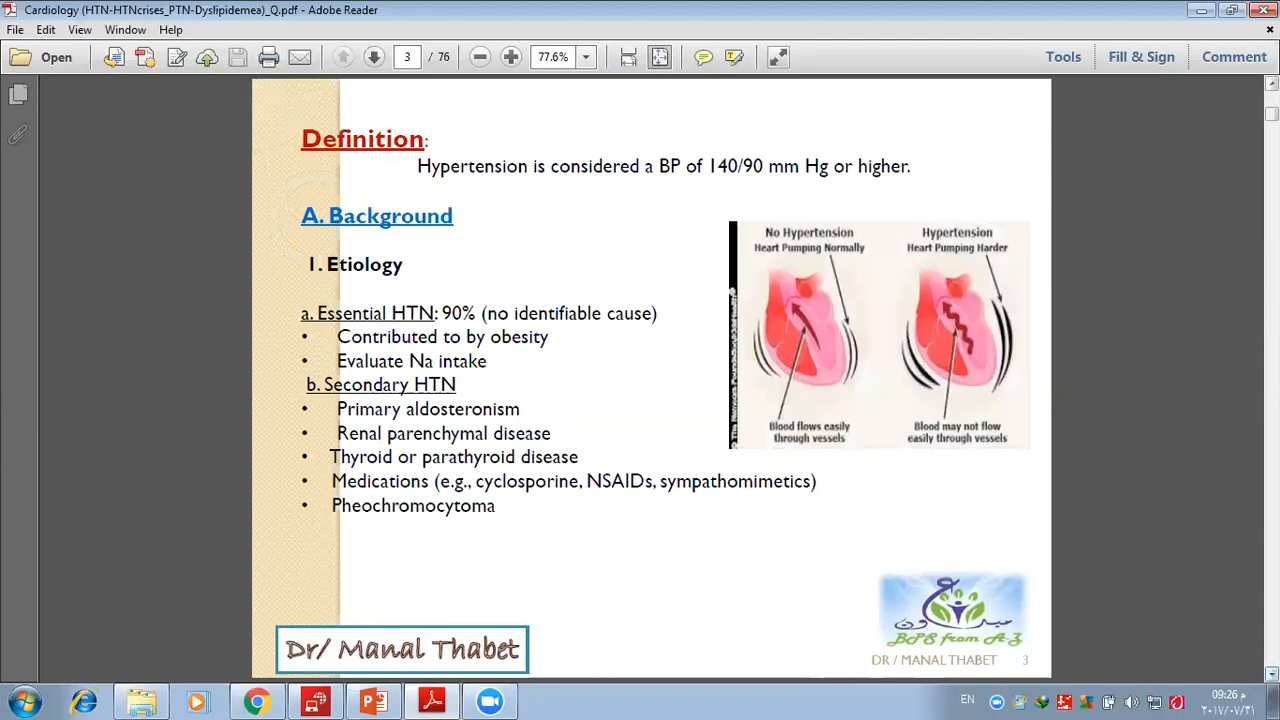 Cardiology (HTN-HTNcrises_PTN-Dyslipidemea)_Q.pdf - Adobe Reader
File Edit View Window Help
Open 3 / 76 77.6% Tools Fill & Sign Comment
Definition:
Hypertension is considered a BP of 140/90 mm Hg or higher.
A. Background
1. Etiology
a. Essential HTN: 90% (no identifiable cause)
• Contributed to by obesity
• Evaluate Na intake
b. Secondary HTN
• Primary aldosteronism
• Renal parenchymal disease
• Thyroid or parathyroid disease
• Medications (e.g., cyclosporine, NSAIDs, sympathomimetics)
• Pheochromocytoma
No Hypertension
Heart Pumping Normally
Hypertension
Heart Pumping Harder
Blood flows easily
through vessels
Blood may not flow
easily through vessels
Dr/ Manal Thabet
BPS from A-Z
DR / MANAL THABET 3
EN
م 09:26
٢٠١٧/٠٧/٣١